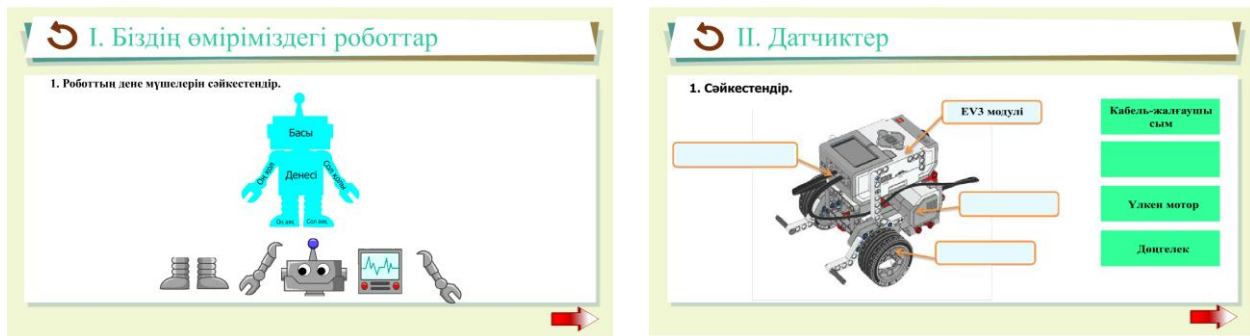 I. Біздің өміріміздегі роботтар
1. Роботтың дене мүшелерін сәйкестендір.
Басы
Оң қол
Денесі
Сол қолы
Оң аяқ
Сол аяқ
II. Датчиктер
1. Сәйкестендір.
EV3 модулі
Кабель-жалғаушы
сым
Үлкен мотор
Дөңгелек